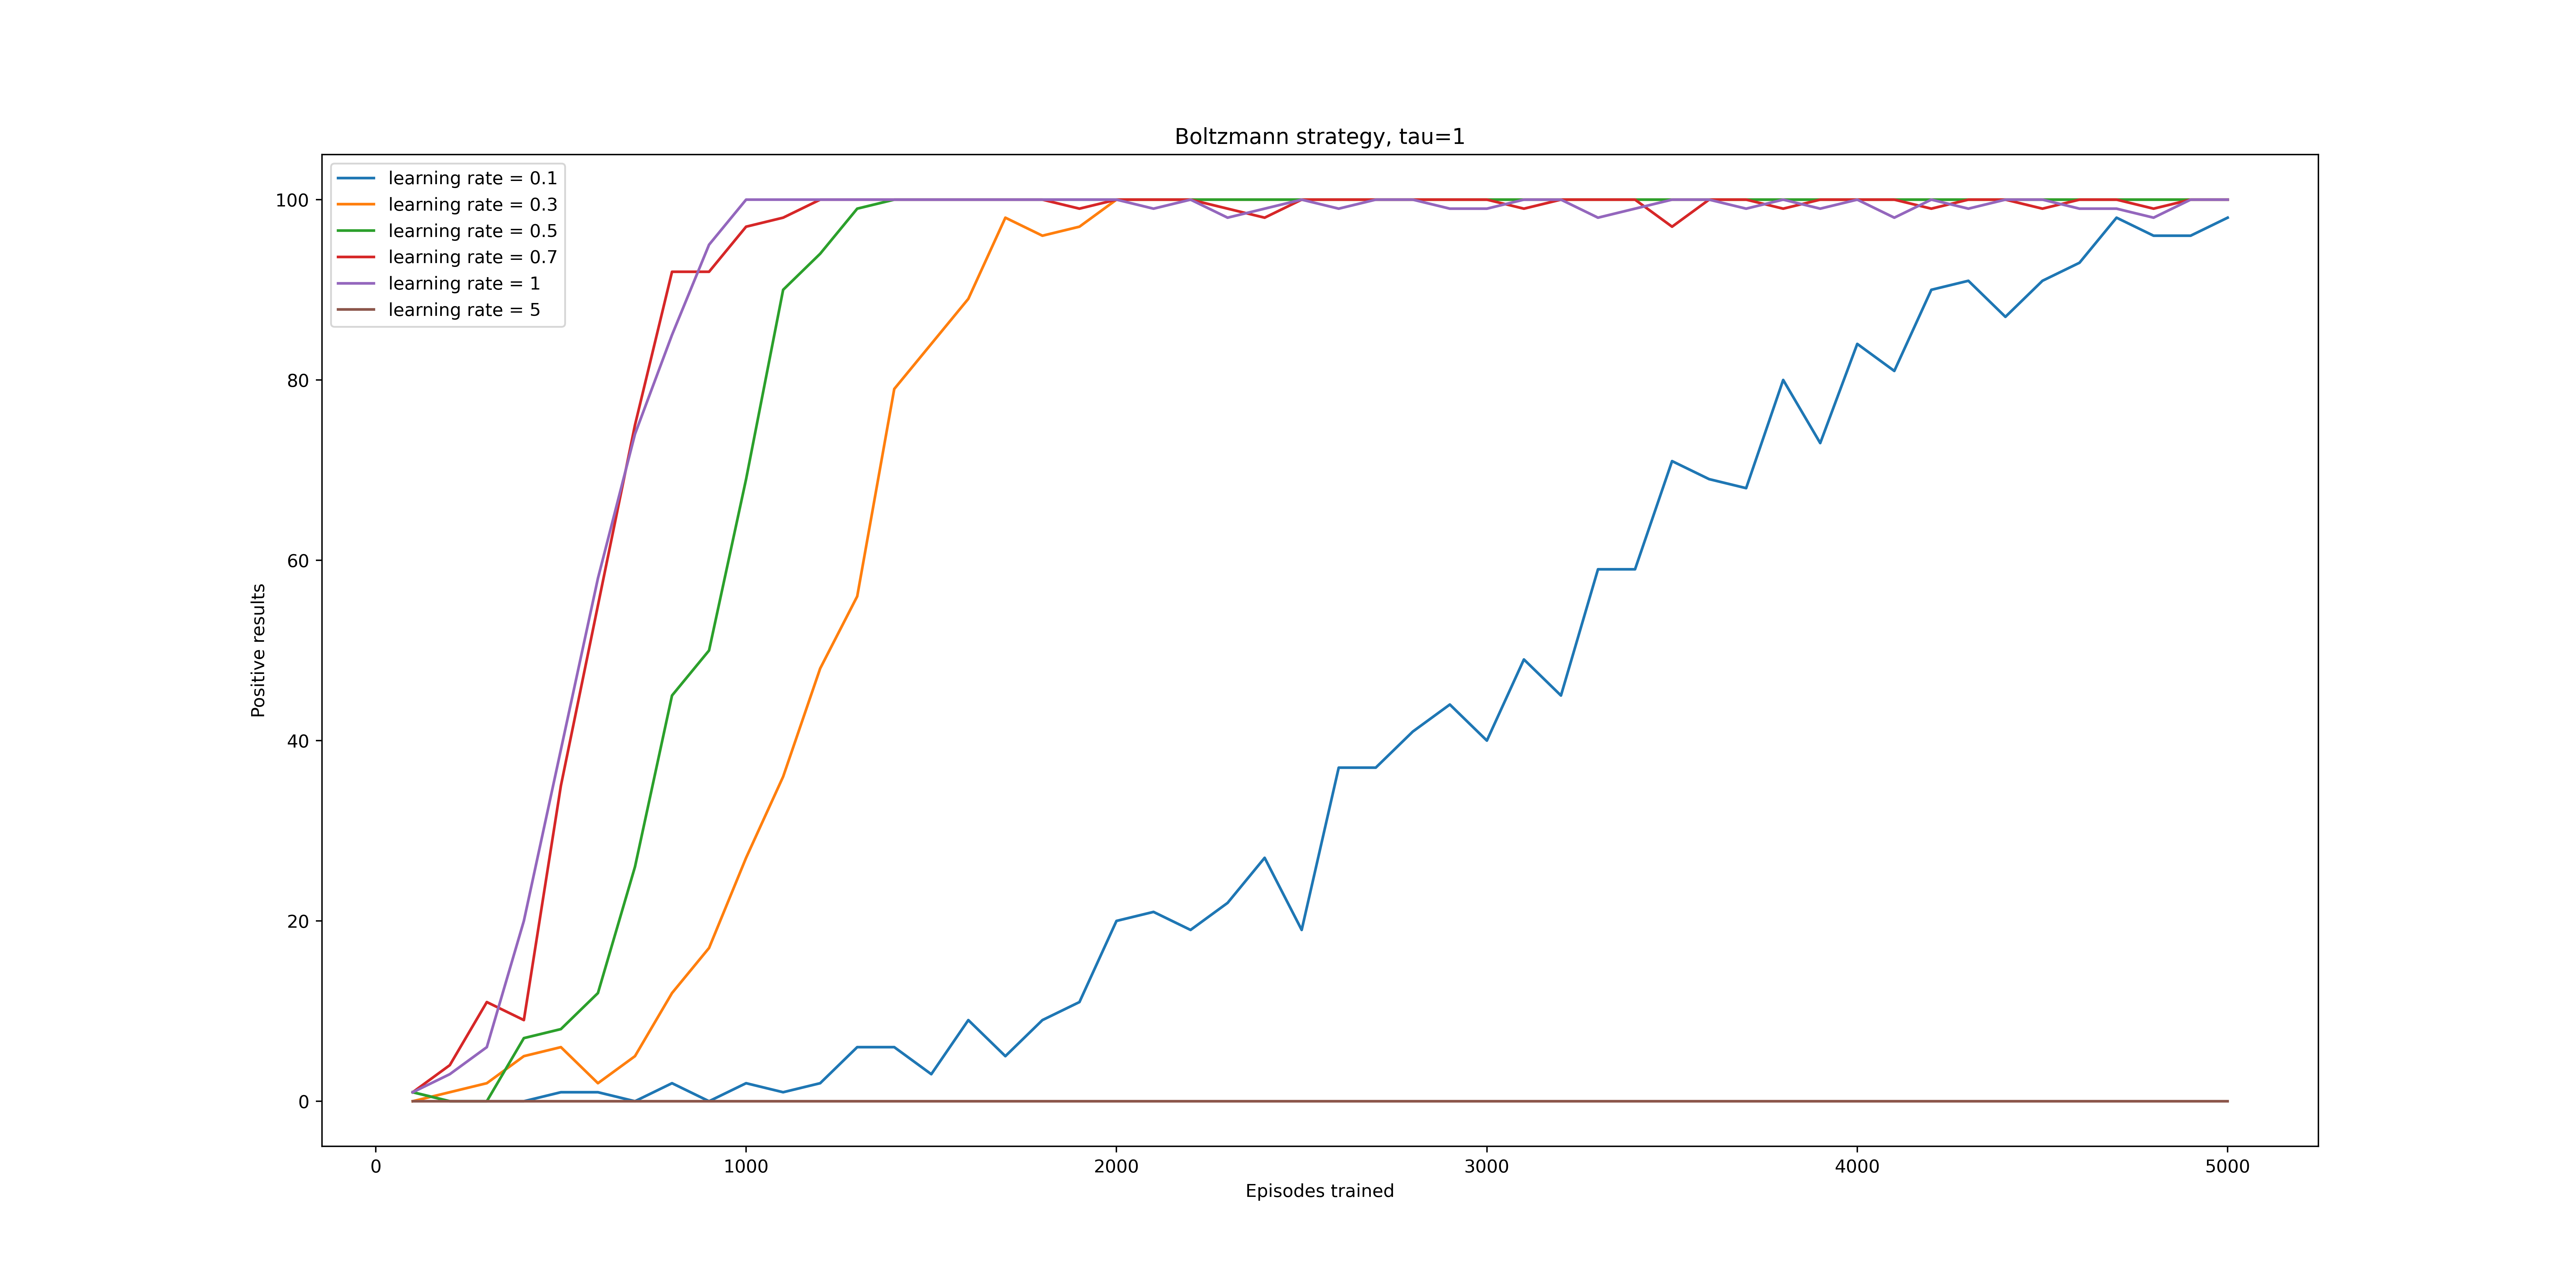 Boltzmann strategy, tau=1
learning rate = 0.1
learning rate = 0.3
learning rate = 0.5
learning rate = 0.7
learning rate = 1
learning rate = 5
100
80
60
40
20
0
Positive results
0 1000 2000 3000 4000 5000
Episodes trained